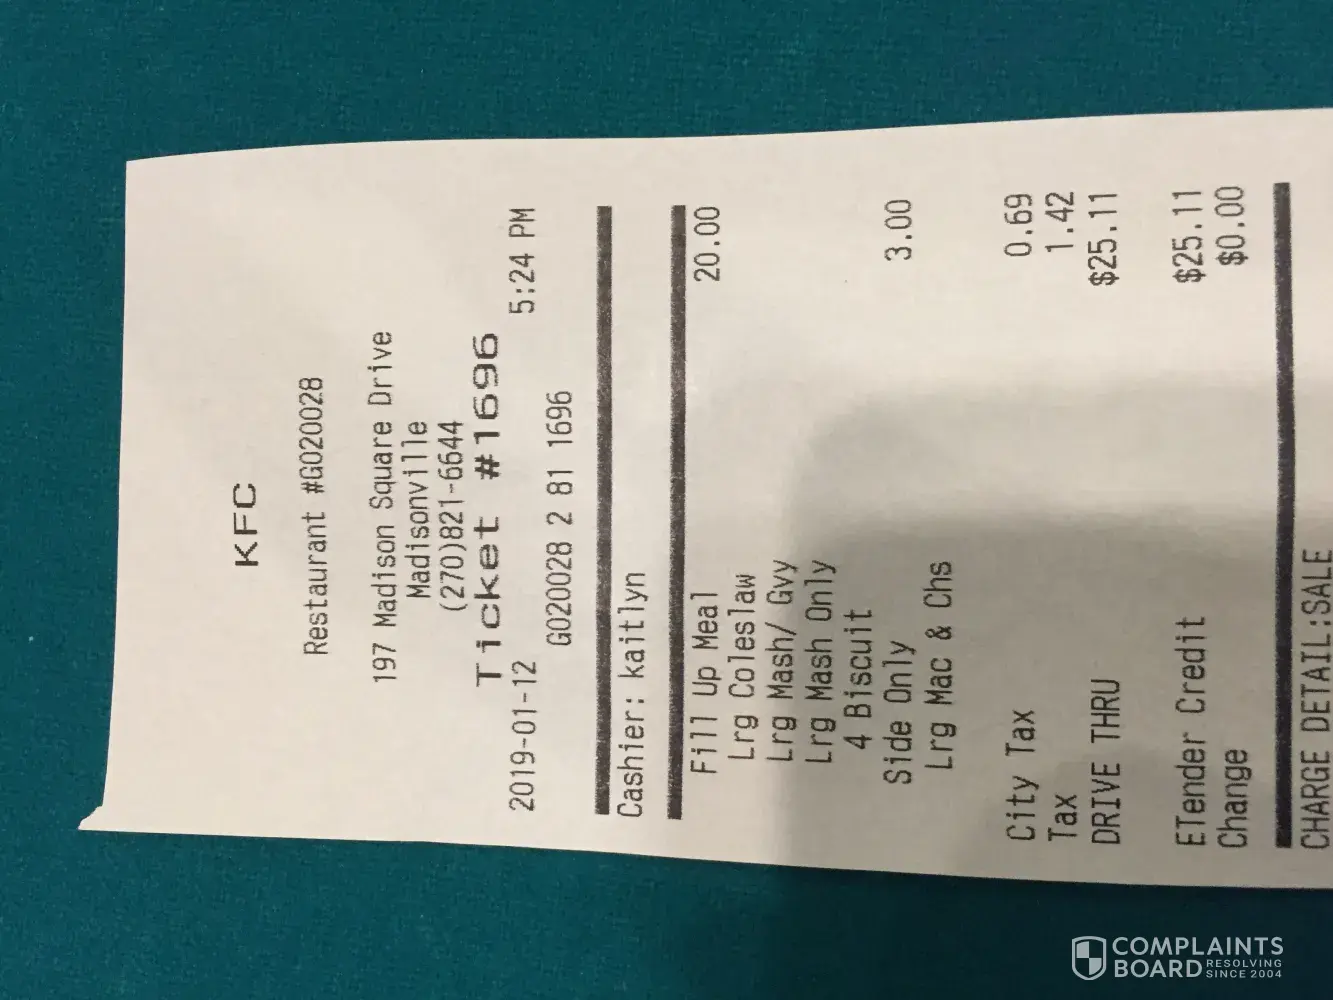 KFC
Restaurant #G020028
197 Madison Square Drive
Madisonville
(270)821-6644
Ticket #1696
2019-01-12 5:24 PM
G020028 2 81 1696
Cashier: kaitlyn
Fill Up Meal 20.00
Lrg Coleslaw
Lrg Mash/ Gvy
Lrg Mash Only
4 Biscuit
Side Only 3.00
Lrg Mac & Chs
City Tax 0.69
Tax 1.42
DRIVE THRU $25.11
ETender Credit $25.11
Change $0.00
CHARGE DETAIL:SALE
COMPLAINTS
BOARD RESOLVING
SINCE 2004